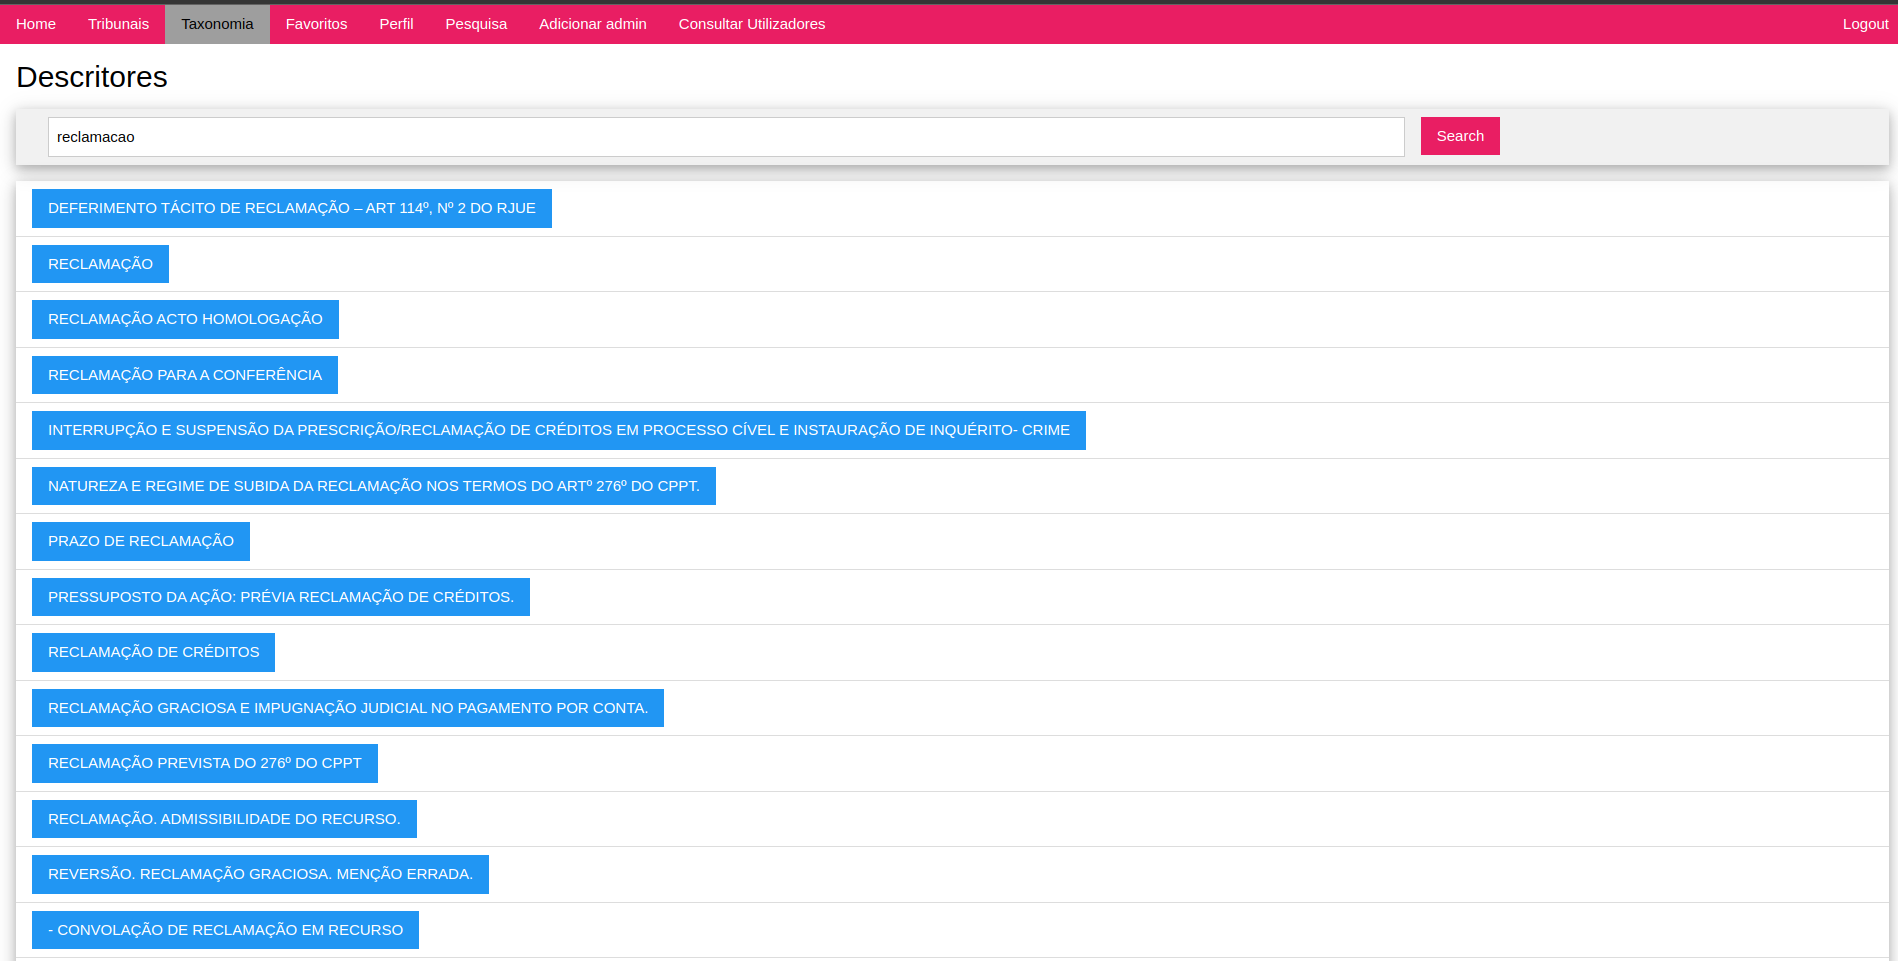 Home Tribunais Taxonomia Favoritos Perfil Pesquisa Adicionar admin Consultar Utilizadores Logout
Descritores
reclamacao Search
DEFERIMENTO TÁCITO DE RECLAMAÇÃO – ART 114º, Nº 2 DO RJUE
RECLAMAÇÃO
RECLAMAÇÃO ACTO HOMOLOGAÇÃO
RECLAMAÇÃO PARA A CONFERÊNCIA
INTERRUPÇÃO E SUSPENSÃO DA PRESCRIÇÃO/RECLAMAÇÃO DE CRÉDITOS EM PROCESSO CÍVEL E INSTAURAÇÃO DE INQUÉRITO- CRIME
NATUREZA E REGIME DE SUBIDA DA RECLAMAÇÃO NOS TERMOS DO ARTº 276º DO CPPT.
PRAZO DE RECLAMAÇÃO
PRESSUPOSTO DA AÇÃO: PRÉVIA RECLAMAÇÃO DE CRÉDITOS.
RECLAMAÇÃO DE CRÉDITOS
RECLAMAÇÃO GRACIOSA E IMPUGNAÇÃO JUDICIAL NO PAGAMENTO POR CONTA.
RECLAMAÇÃO PREVISTA DO 276º DO CPPT
RECLAMAÇÃO. ADMISSIBILIDADE DO RECURSO.
REVERSÃO. RECLAMAÇÃO GRACIOSA. MENÇÃO ERRADA.
- CONVOLAÇÃO DE RECLAMAÇÃO EM RECURSO